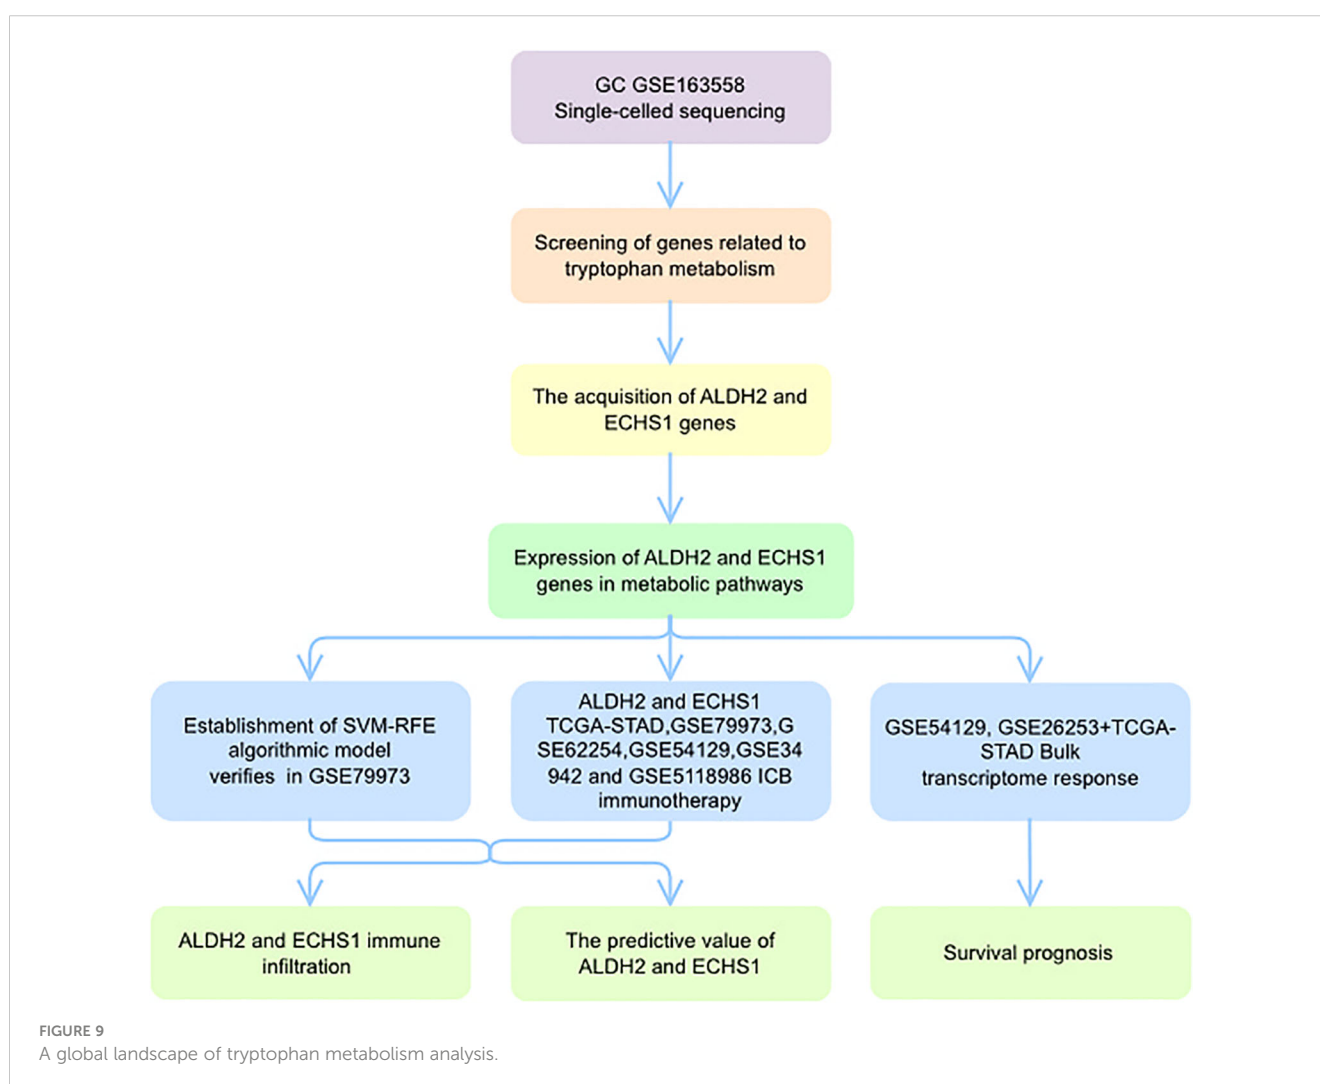 GC GSE163558
Single-celled sequencing
Screening of genes related to
tryptophan metabolism
The acquisition of ALDH2 and
ECHS1 genes
Expression of ALDH2 and ECHS1
genes in metabolic pathways
Establishment of SVM-RFE
algorithmic model
verifies in GSE79973
ALDH2 and ECHS1
TCGA-STAD,GSE79973,G
SE62254,GSE54129,GSE34
942 and GSE5118986 ICB
immunotherapy
GSE54129, GSE26253+TCGA-
STAD Bulk
transcriptome response
ALDH2 and ECHS1 immune
infiltration
The predictive value of
ALDH2 and ECHS1
Survival prognosis
FIGURE 9
A global landscape of tryptophan metabolism analysis.